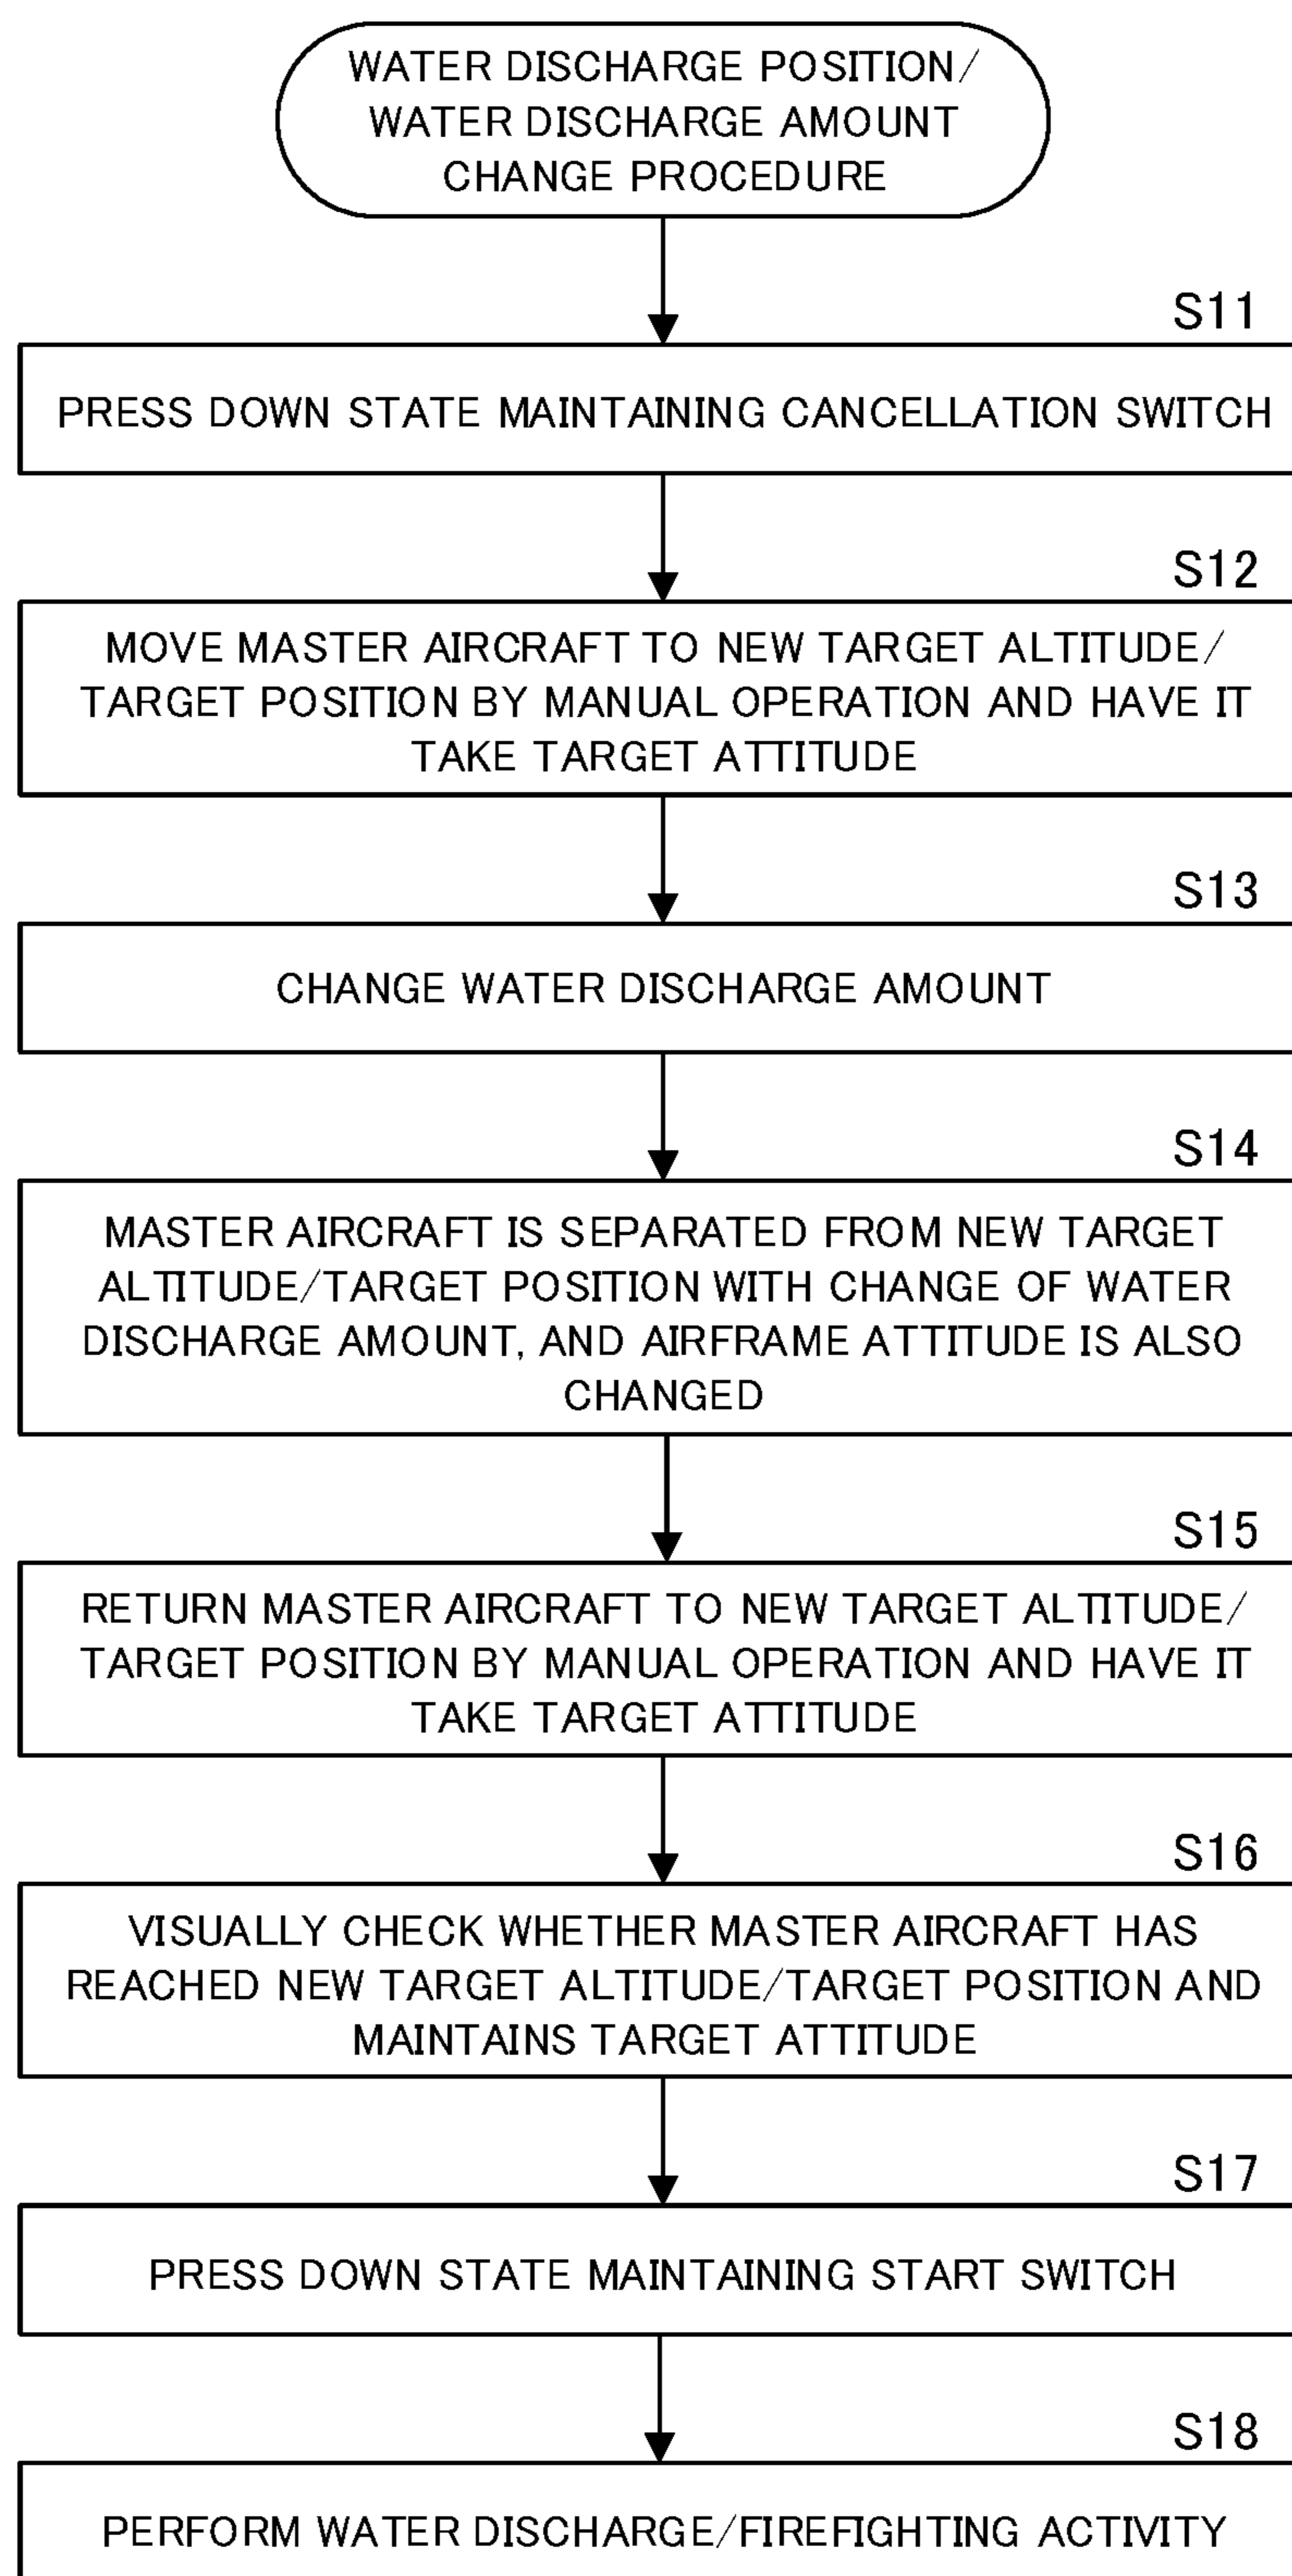 WATER DISCHARGE POSITION/
WATER DISCHARGE AMOUNT
CHANGE PROCEDURE
S11
PRESS DOWN STATE MAINTAINING CANCELLATION SWITCH
S12
MOVE MASTER AIRCRAFT TO NEW TARGET ALTITUDE/
TARGET POSITION BY MANUAL OPERATION AND HAVE IT
TAKE TARGET ATTITUDE
S13
CHANGE WATER DISCHARGE AMOUNT
S14
MASTER AIRCRAFT IS SEPARATED FROM NEW TARGET
ALTITUDE/TARGET POSITION WITH CHANGE OF WATER
DISCHARGE AMOUNT, AND AIRFRAME ATTITUDE IS ALSO
CHANGED
S15
RETURN MASTER AIRCRAFT TO NEW TARGET ALTITUDE/
TARGET POSITION BY MANUAL OPERATION AND HAVE IT
TAKE TARGET ATTITUDE
S16
VISUALLY CHECK WHETHER MASTER AIRCRAFT HAS
REACHED NEW TARGET ALTITUDE/TARGET POSITION AND
MAINTAINS TARGET ATTITUDE
S17
PRESS DOWN STATE MAINTAINING START SWITCH
S18
PERFORM WATER DISCHARGE/FIREFIGHTING ACTIVITY